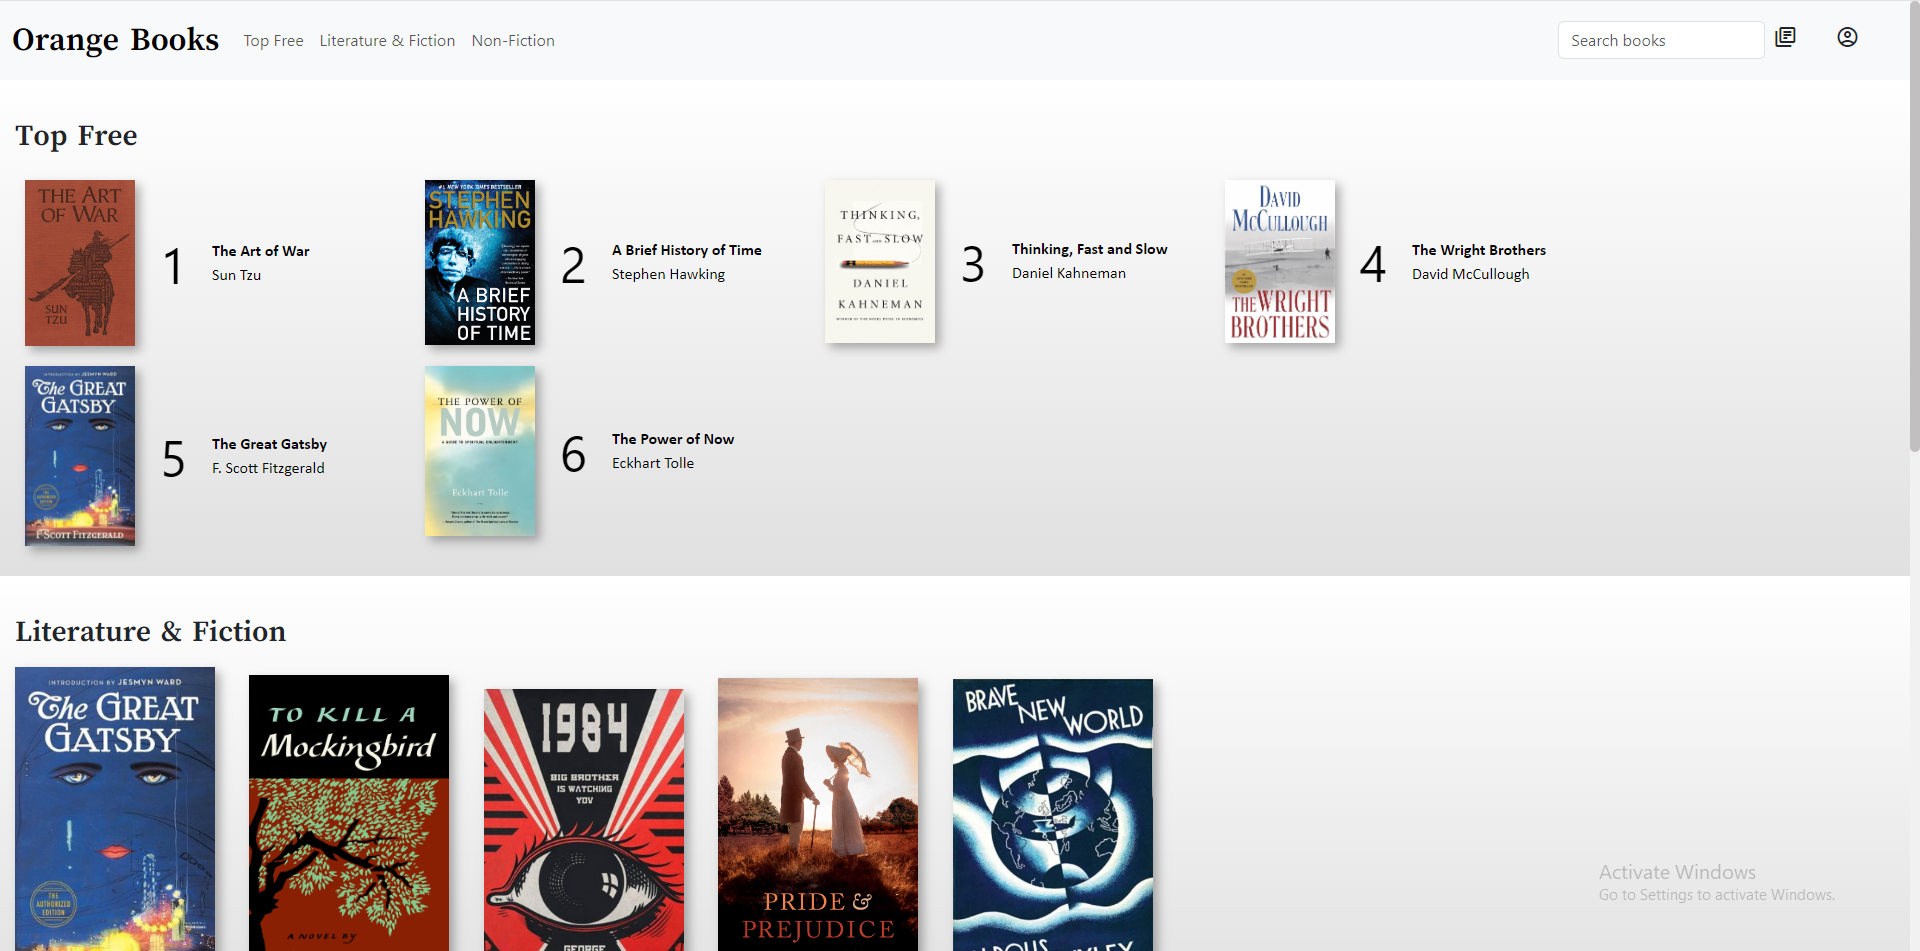 Orange Books
Top Free
Literature & Fiction
Non-Fiction
Search books
Top Free
THE ART
OF WAR
SUN
TZU
1
The Art of War
Sun Tzu
#1 NEW YORK TIMES BESTSELLER
STEPHEN
HAWKING
A BRIEF
HISTORY
OF TIME
2
A Brief History of Time
Stephen Hawking
THINKING,
FAST AND SLOW
DANIEL
KAHNEMAN
3
Thinking, Fast and Slow
Daniel Kahneman
DAVID
McCULLOUGH
THE WRIGHT
BROTHERS
4
The Wright Brothers
David McCullough
INTRODUCTION BY JESMYN WARD
The GREAT
GATSBY
F SCOTT FITZGERALD
5
The Great Gatsby
F. Scott Fitzgerald
THE POWER OF
NOW
A GUIDE TO SPIRITUAL ENLIGHTENMENT
Eckhart Tolle
6
The Power of Now
Eckhart Tolle
Literature & Fiction
INTRODUCTION BY JESMYN WARD
The GREAT
GATSBY
THE
AUTHORIZED
EDITION
TO KILL A
Mockingbird
A NOVEL BY
1984
BIG BROTHER
IS WATCHING
YOV
GEORGE
PRIDE &
PREJUDICE
BRAVE
NEW
WORLD
Activate Windows
Go to Settings to activate Windows.